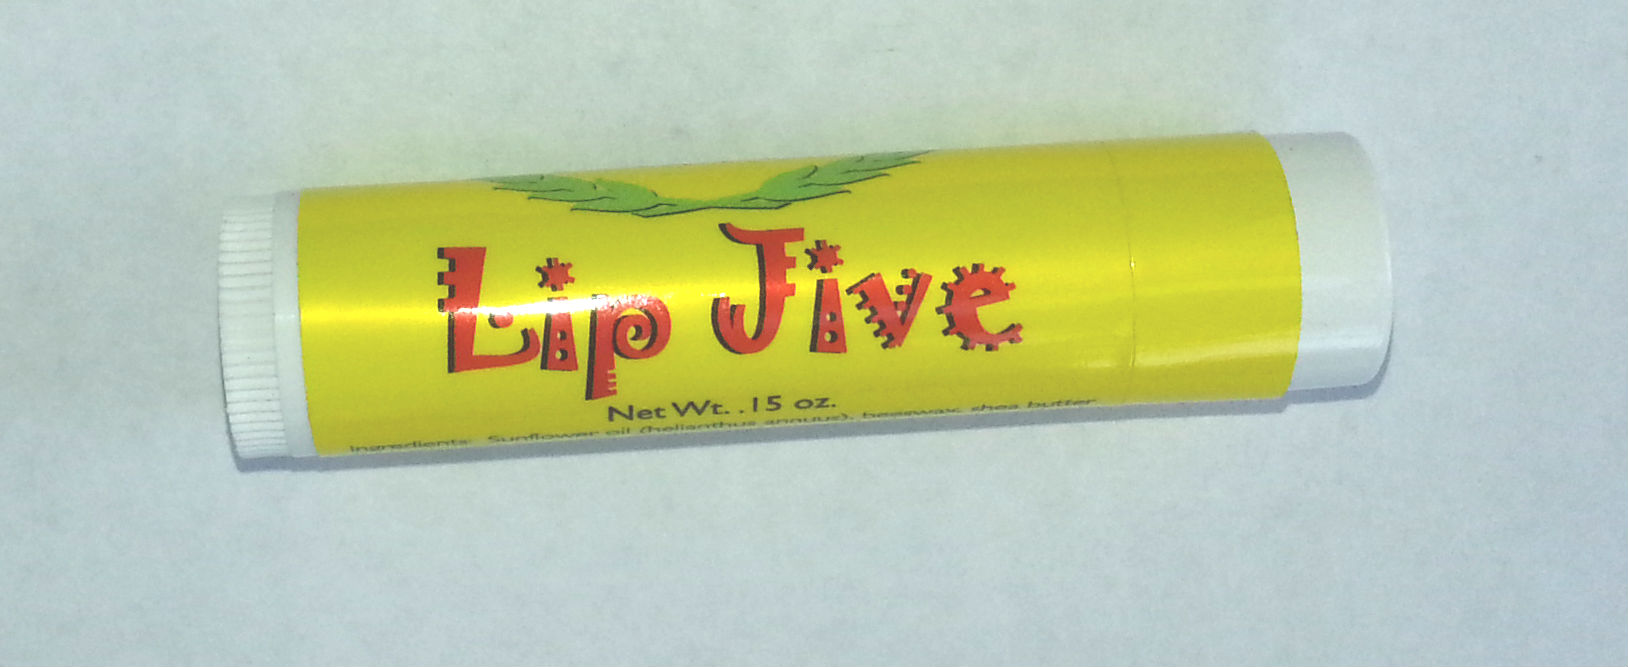 Lip Jive
Net Wt. .15 oz.
Ingredients: Sunflower oil (helianthus annuus), beeswax, shea butter